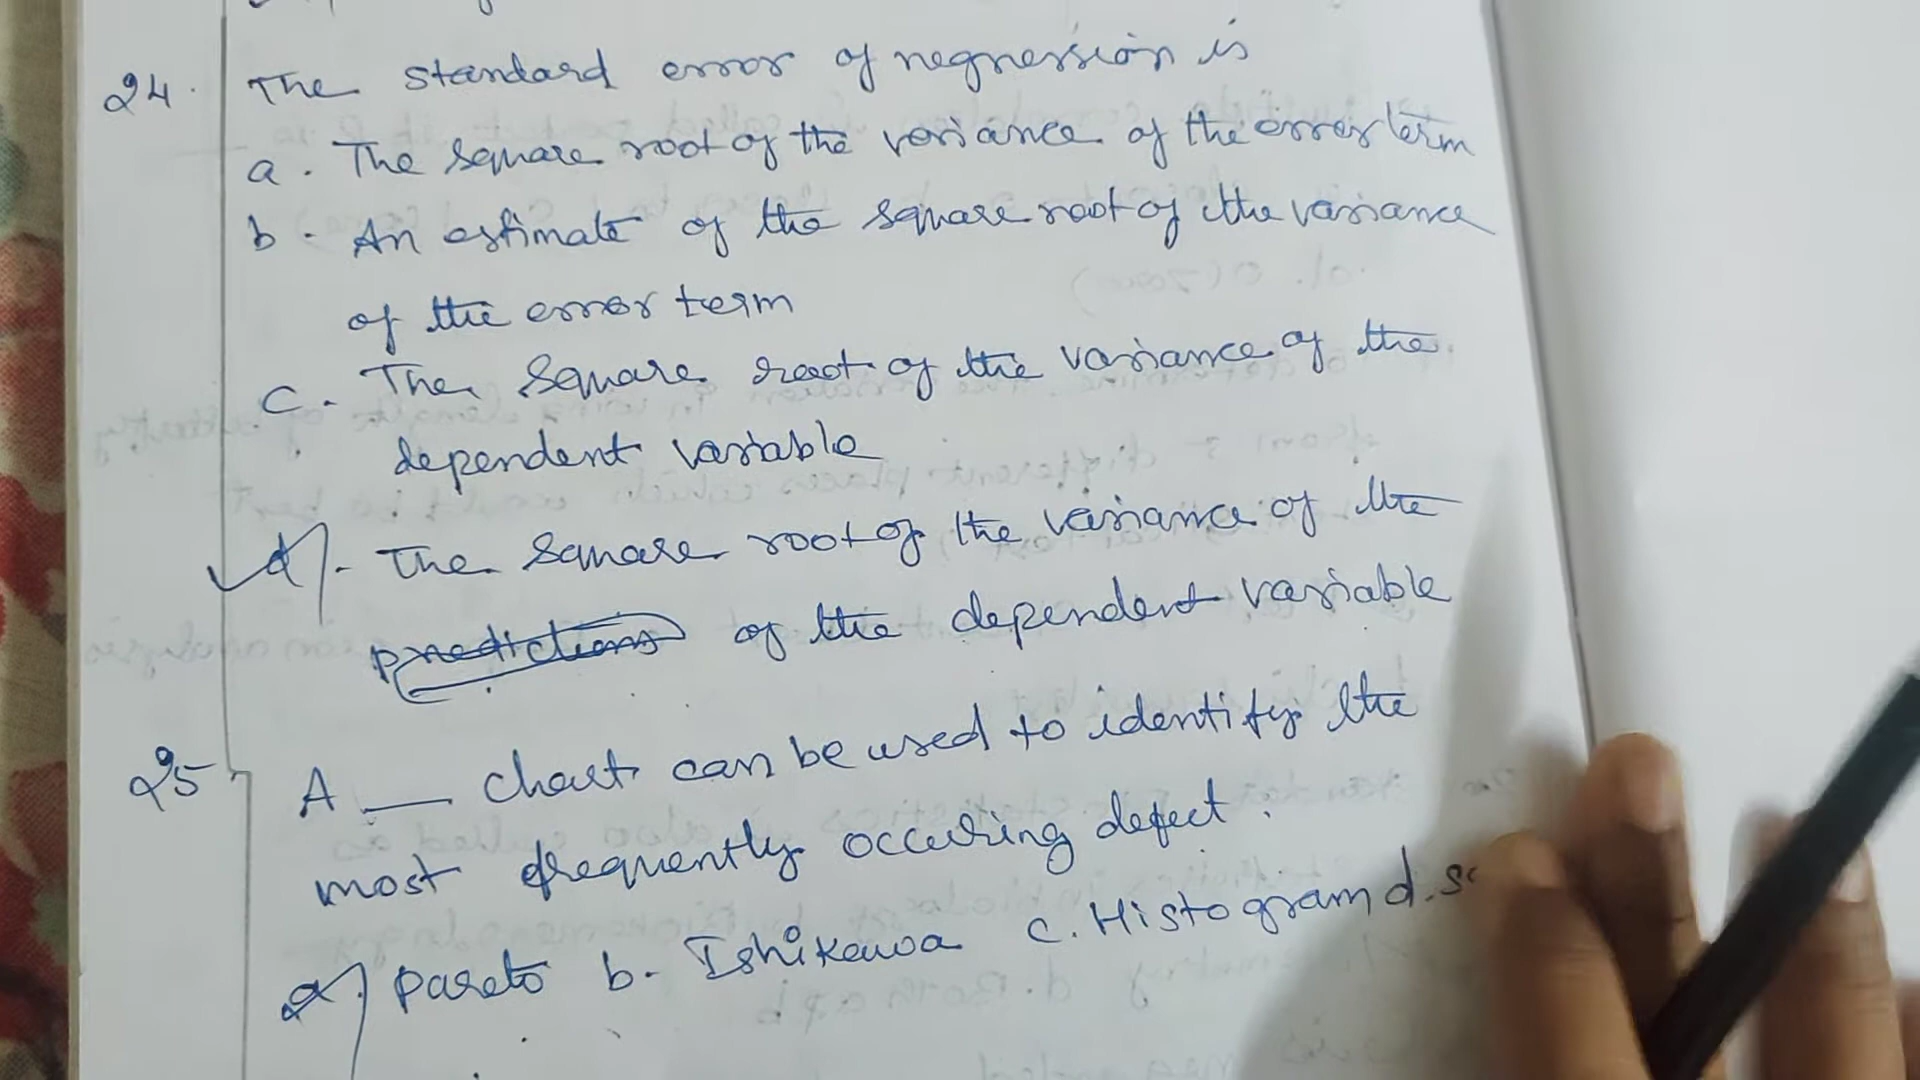 24. The standard error of regression is
a. The square root of the variance of the error term
b. An estimate of the square root of the variance
of the error term
c. The square root of the variance of the
dependent variable
d. The square root of the variance of the
predictions of the dependent variable
25 A __ chart can be used to identify the
most frequently occuring defect.
a. pareto b. Ishikawa c. Histogram d. sc